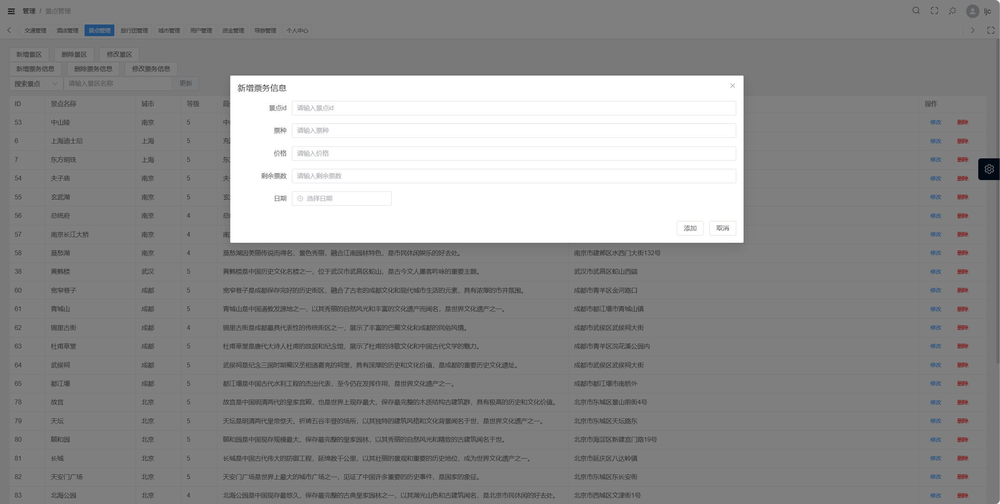 管理 / 景点管理 ljc
交通管理 酒店管理 景点管理 旅行团管理 城市管理 用户管理 资金管理 导游管理 个人中心
新增景区 删除景区 修改景区
新增票务信息 删除票务信息 修改票务信息
搜索景点 请输入景区名称 更新
新增票务信息
景点id 请输入景点id
票种 请输入票种
价格 请输入价格
剩余票数 请输入剩余票数
日期 选择日期
添加 取消
ID 景点名称 城市 等级 操作
53 中山陵 南京 5 中 修改 删除
6 上海迪士尼 上海 5 充 修改 删除
7 东方明珠 上海 5 东 修改 删除
54 夫子庙 南京 5 夫 修改 删除
55 玄武湖 南京 5 玄 修改 删除
56 总统府 南京 4 总 修改 删除
57 南京长江大桥 南京 4 南 修改 删除
58 莫愁湖 南京 4 莫愁湖因美丽传说而得名，景色秀丽，融合江南园林特色，是市民休闲娱乐的好去处。 南京市建邺区水西门大街132号 修改 删除
38 黄鹤楼 武汉 5 黄鹤楼是中国历史文化名楼之一，位于武汉市武昌区蛇山，是古今文人墨客吟咏的重要主题。 武汉市武昌区蛇山西端 修改 删除
60 宽窄巷子 成都 5 宽窄巷子是成都保存完好的历史街区，融合了古老的成都文化和现代城市生活的元素，具有浓厚的市井氛围。 成都市青羊区金河路口 修改 删除
61 青城山 成都 5 青城山是中国道教发源地之一，以其秀丽的自然风光和丰富的文化遗产而闻名，是世界文化遗产之一。 成都市都江堰市青城山镇 修改 删除
62 锦里古街 成都 4 锦里古街是成都最具代表性的传统街区之一，展示了丰富的巴蜀文化和成都的民俗风情。 成都市武侯区武侯祠大街 修改 删除
63 杜甫草堂 成都 5 杜甫草堂是唐代大诗人杜甫的故居和纪念馆，展示了杜甫的诗歌文化和中国古代文学的魅力。 成都市青羊区浣花溪公园内 修改 删除
64 武侯祠 成都 5 武侯祠是纪念三国时期蜀汉丞相诸葛亮的祠堂，具有深厚的历史和文化价值，是成都的重要历史文化遗址。 成都市武侯区武侯祠大街 修改 删除
65 都江堰 成都 5 都江堰是中国古代水利工程的杰出代表，至今仍在发挥作用，是世界文化遗产之一。 成都市都江堰市南桥外 修改 删除
78 故宫 北京 5 故宫是中国明清两代的皇家宫殿，也是世界上现存最大、保存最完整的木质结构古建筑群，具有极高的历史和文化价值。 北京市东城区景山前街4号 修改 删除
79 天坛 北京 5 天坛是明清两代皇帝祭天、祈祷五谷丰登的场所，以其独特的建筑风格和文化背景闻名于世，是世界文化遗产之一。 北京市东城区天坛路东 修改 删除
80 颐和园 北京 5 颐和园是中国现存规模最大、保存最完整的皇家园林，以其秀丽的自然风光和精致的古建筑闻名于世。 北京市海淀区新建宫门路19号 修改 删除
81 长城 北京 5 长城是中国古代伟大的防御工程，延绵数千公里，以其壮丽的景观和重要的历史地位，成为世界文化遗产之一。 北京市延庆区八达岭镇 修改 删除
82 天安门广场 北京 5 天安门广场是世界上最大的城市广场之一，见证了中国许多重要的历史事件，是国家的象征。 北京市东城区东长安街 修改 删除
83 北海公园 北京 4 北海公园是中国现存最悠久、保存最完整的古典皇家园林之一，以其湖光山色和古建筑闻名，是北京市民休闲的好去处。 北京市西城区文津街1号 修改 删除